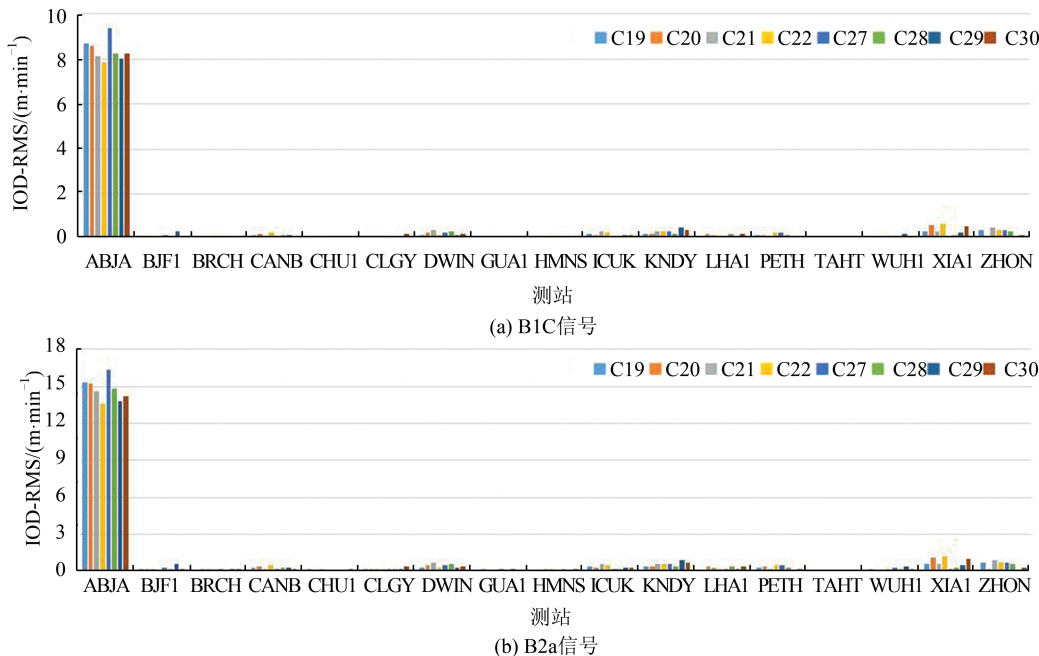 10
8
6
4
2
0
IOD-RMS/(m·min⁻¹)
C19 C20 C21 C22 C27 C28 C29 C30
ABJA BJF1 BRCH CANB CHU1 CLGY DWIN GUA1 HMNS ICUK KNDY LHA1 PETH TAHT WUH1 XIA1 ZHON
测站
(a) B1C信号
18
15
12
9
6
3
0
IOD-RMS/(m·min⁻¹)
C19 C20 C21 C22 C27 C28 C29 C30
ABJA BJF1 BRCH CANB CHU1 CLGY DWIN GUA1 HMNS ICUK KNDY LHA1 PETH TAHT WUH1 XIA1 ZHON
测站
(b) B2a信号